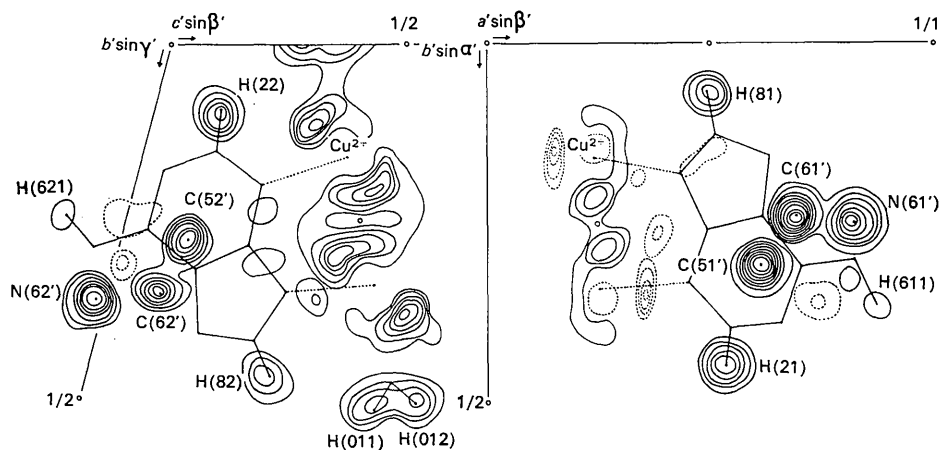 c′sinβ′
1/2
b′sinγ′
H(22)
Cu²⁺
H(621)
C(52′)
N(62′)
C(62′)
H(82)
1/2
H(011)
H(012)
a′sinβ′
1/1
b′sinα′
H(81)
Cu²⁺
C(61′)
N(61′)
C(51′)
H(611)
H(21)
1/2